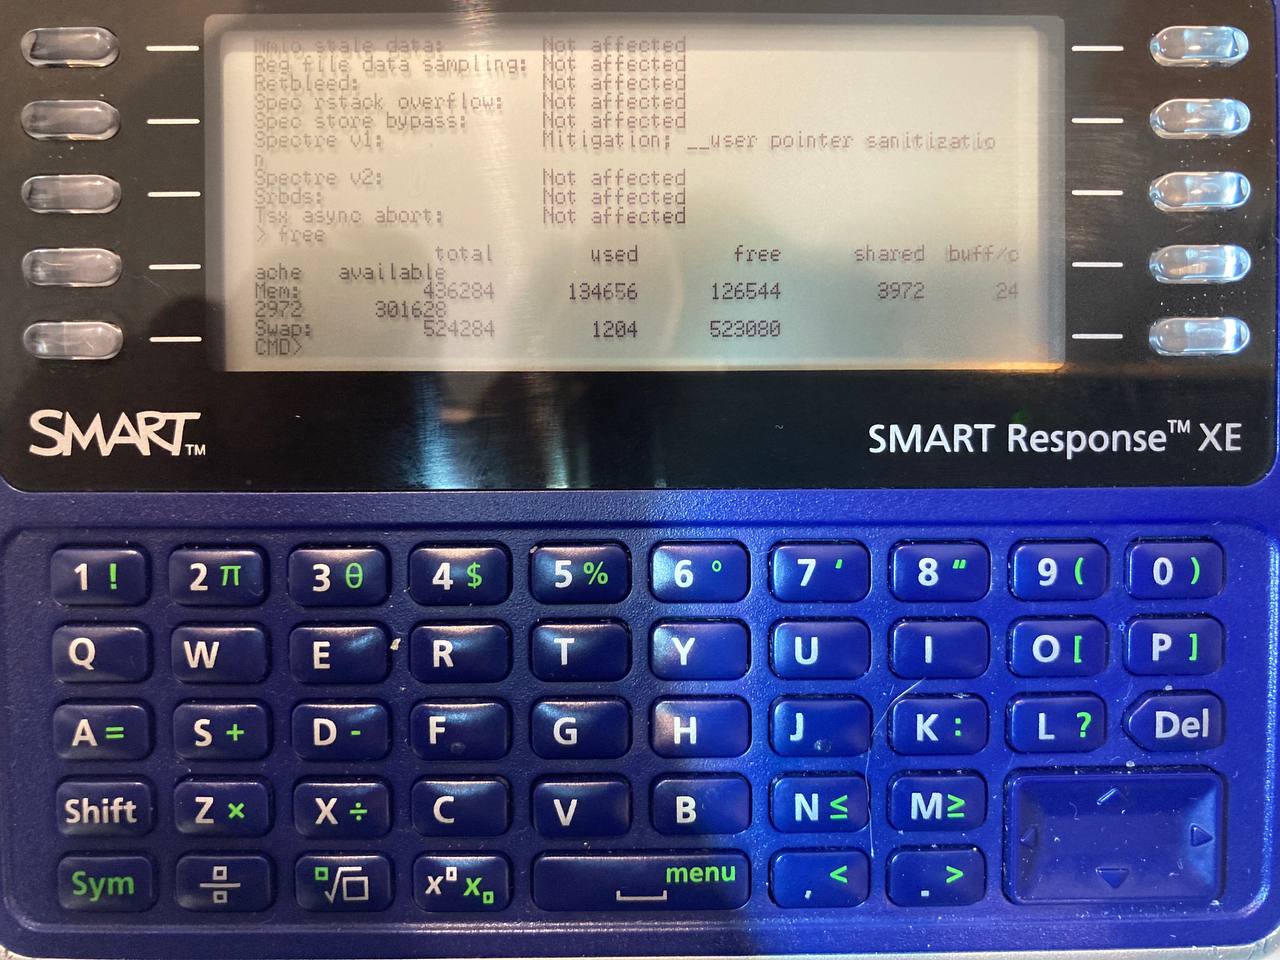 Mmio stale data: Not affected
Reg file data sampling: Not affected
Retbleed: Not affected
Spec rstack overflow: Not affected
Spec store bypass: Not affected
Spectre v1: Mitigation; __user pointer sanitizatio
n
Spectre v2: Not affected
Srbds: Not affected
Tsx async abort: Not affected
> free
total used free shared buff/c
ache available
Mem: 436284 134656 126544 3972 24
2972 301628
Swap: 524284 1204 523080
CMD>
SMART™ SMART Response™ XE
1 ! 2 π 3 θ 4 $ 5 % 6 ° 7 ' 8 " 9 ( 0 )
Q W E R T Y U I O [ P ]
A = S + D - F G H J K : L ? Del
Shift Z × X ÷ C V B N ≤ M ≥
Sym √ x x menu , < . >